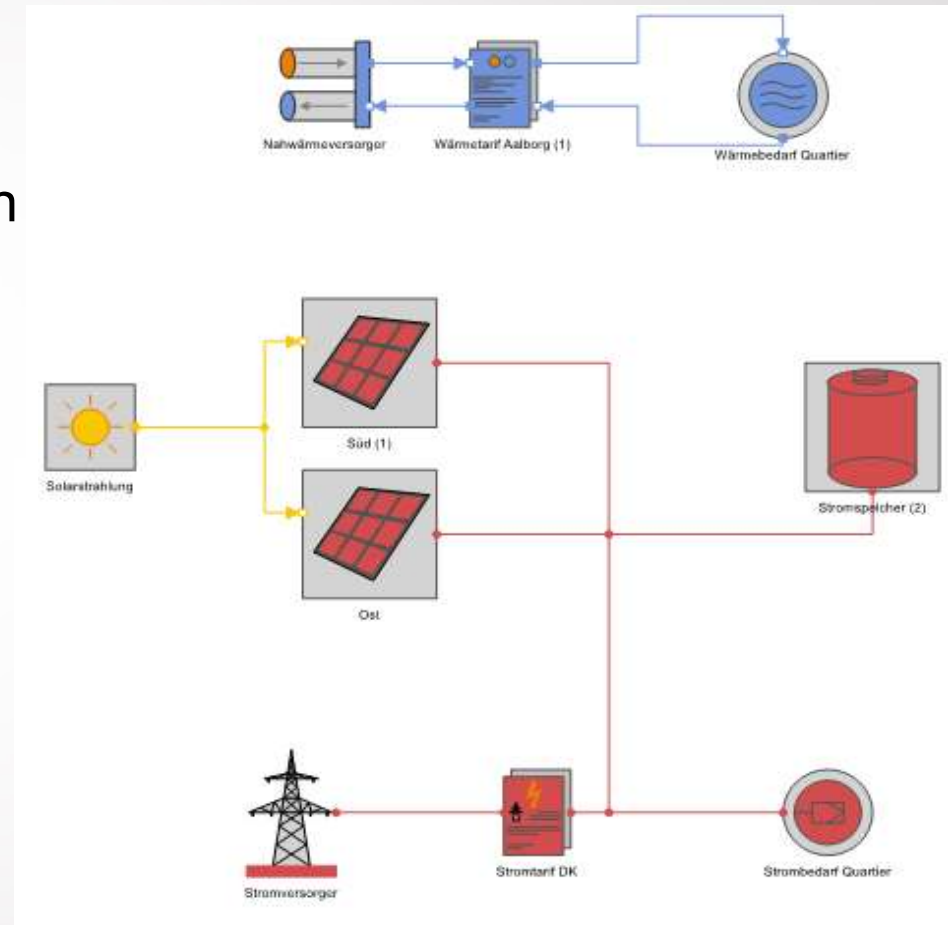 Nahwärmeversorger
Wärmetarif Aalborg (1)
Wärmebedarf Quartier
n
Süd (1)
Solarstrahlung
Stromspeicher (2)
Ost
Stromtarif DK
Strombedarf Quartier
Stromversorger